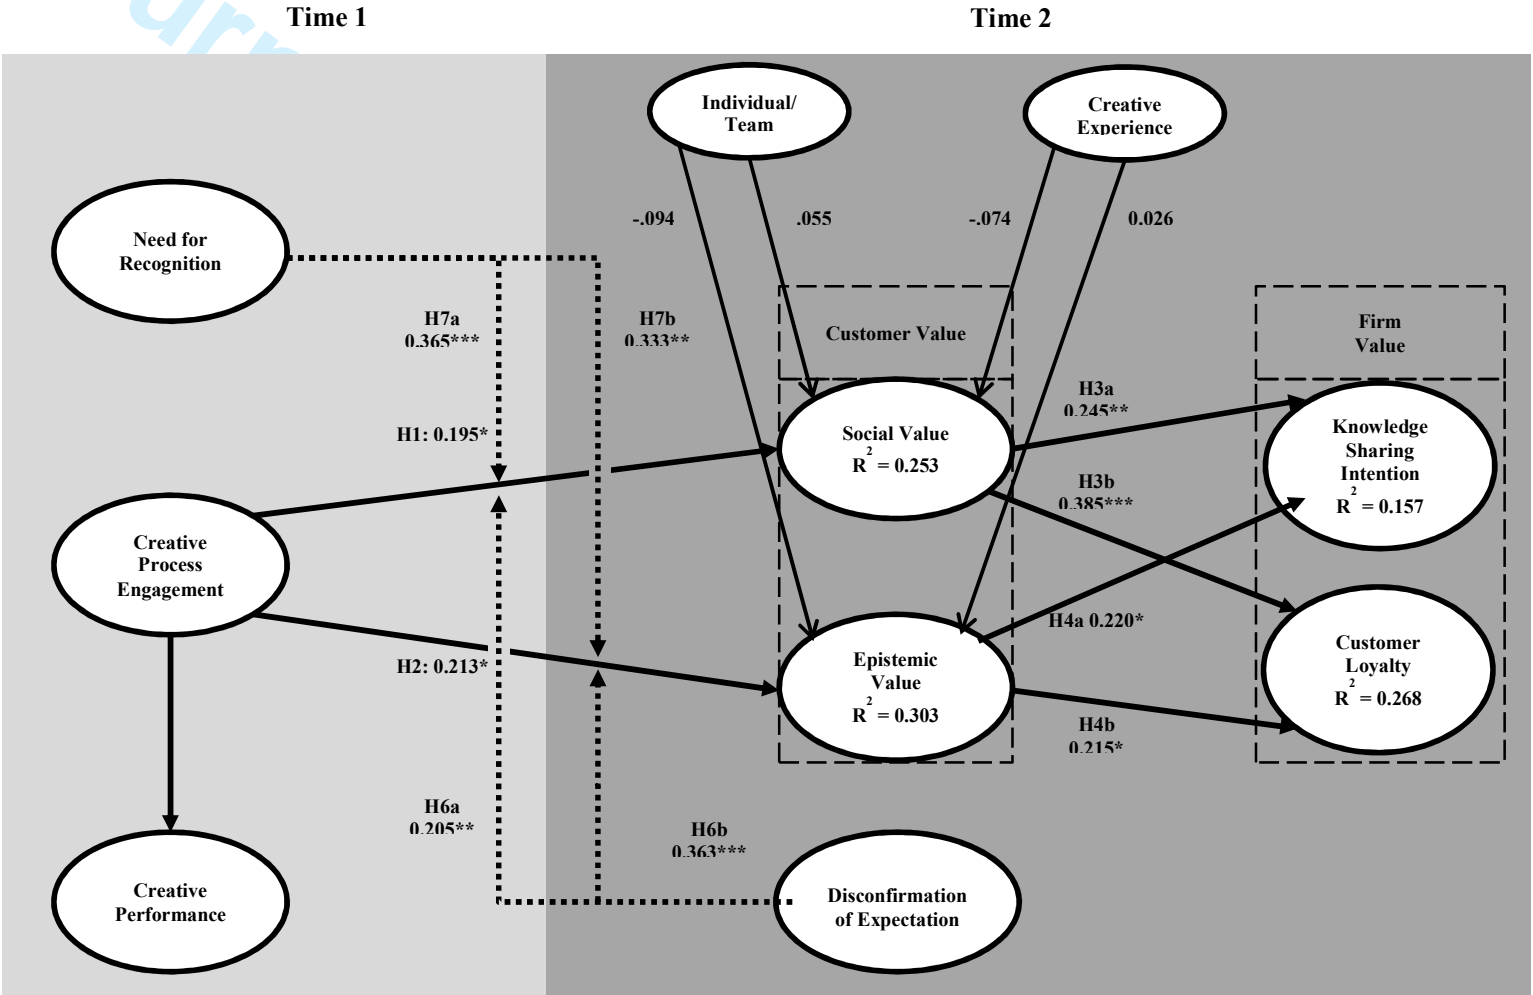 Time 1
Time 2
Individual/
Team
Creative
Experience
-.094
.055
-.074
0.026
Need for
Recognition
H7a
0.365***
H7b
0.333**
Customer Value
Firm
Value
H1: 0.195*
Social Value
R² = 0.253
H3a
0.245**
H3b
0.385***
Knowledge
Sharing
Intention
R² = 0.157
Creative
Process
Engagement
H2: 0.213*
Epistemic
Value
R² = 0.303
H4a 0.220*
H4b
0.215*
Customer
Loyalty
R² = 0.268
H6a
0.205**
H6b
0.363***
Creative
Performance
Disconfirmation
of Expectation